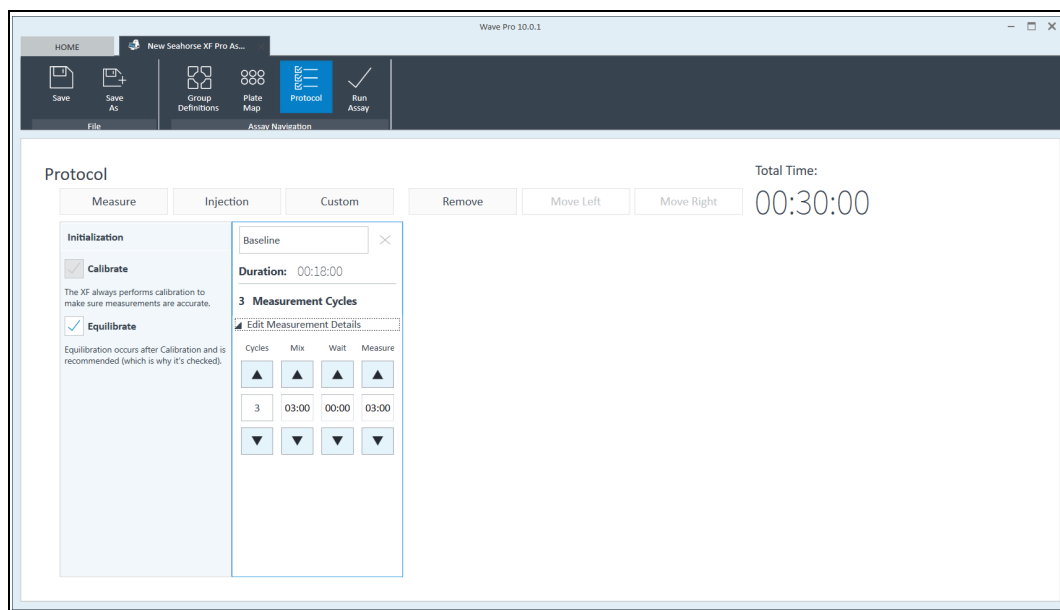 Wave Pro 10.0.1
HOME
New Seahorse XF Pro As...
Save
Save As
Group Definitions
Plate Map
Protocol
Run Assay
File
Assay Navigation
Protocol
Total Time:
Measure Injection Custom Remove Move Left Move Right
00:30:00
Initialization
Calibrate
The XF always performs calibration to
make sure measurements are accurate.
Equilibrate
Equilibration occurs after Calibration and is
recommended (which is why it's checked).
Baseline
Duration: 00:18:00
3 Measurement Cycles
Edit Measurement Details
Cycles Mix Wait Measure
3 03:00 00:00 03:00